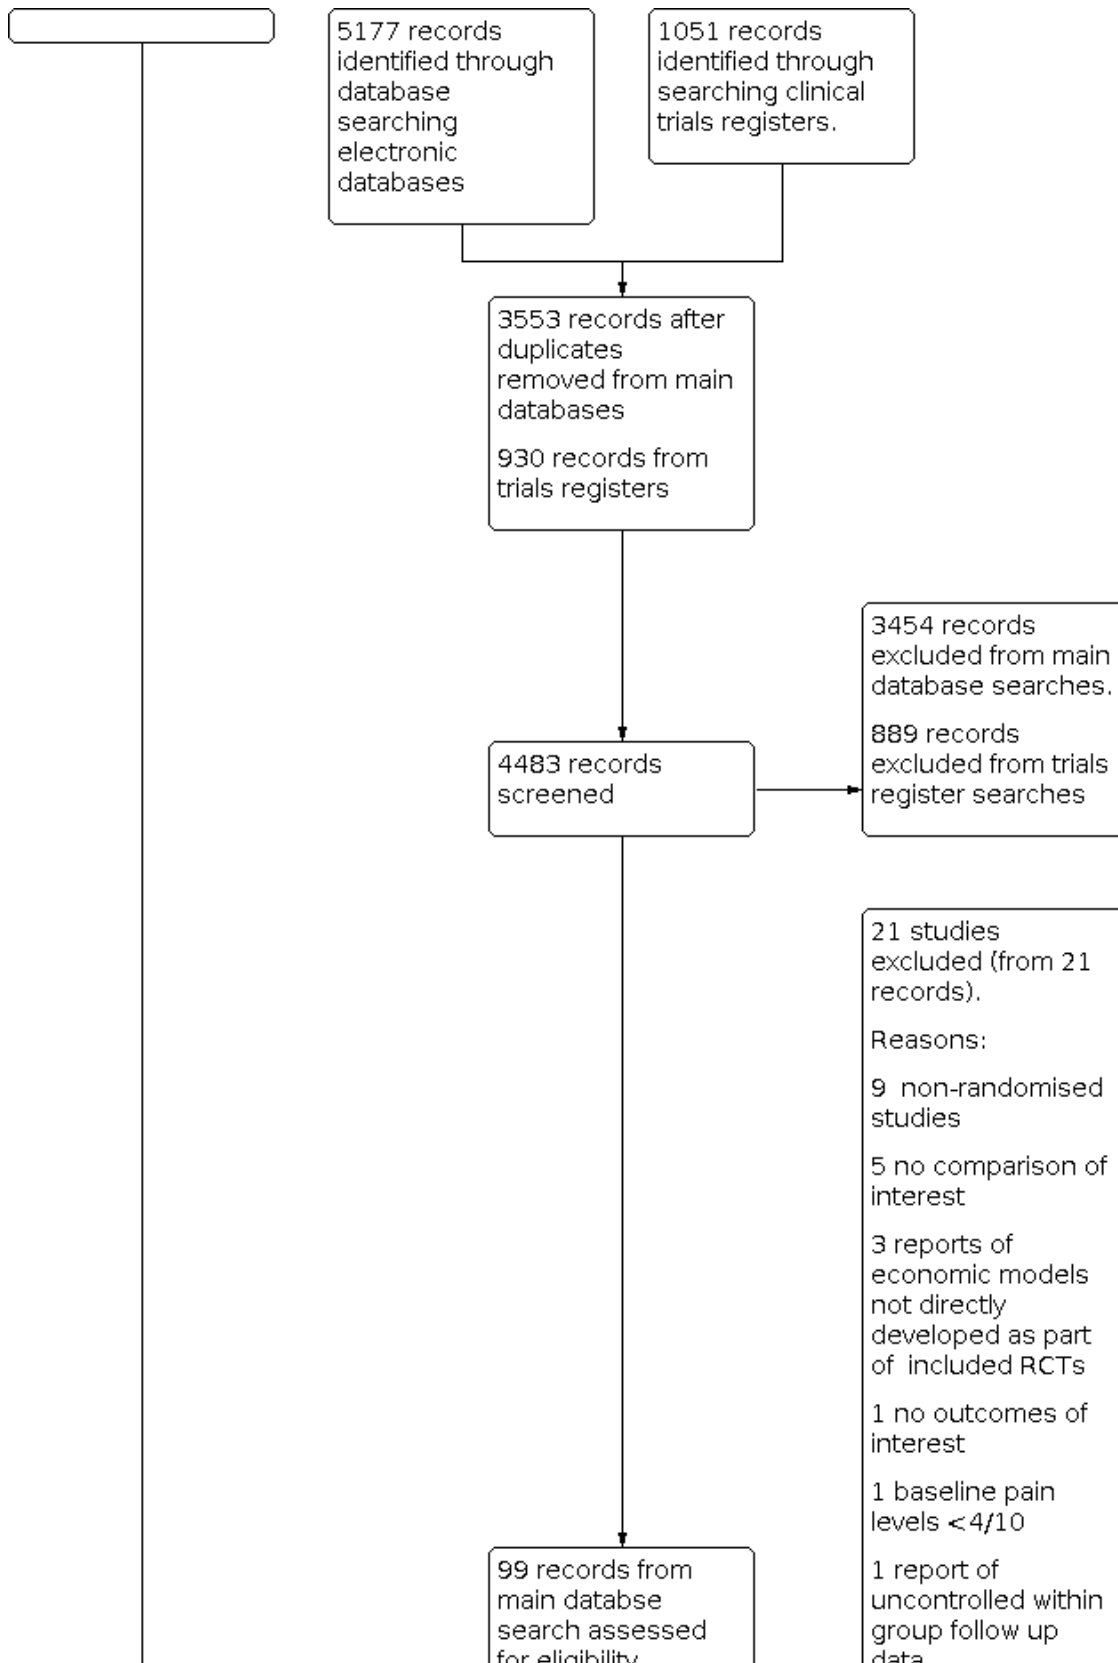 5177 records
identified through
database
searching
electronic
databases
1051 records
identified through
searching clinical
trials registers.
3553 records after
duplicates
removed from main
databases
930 records from
trials registers
3454 records
excluded from main
database searches.
889 records
excluded from trials
register searches
4483 records
screened
21 studies
excluded (from 21
records).
Reasons:
9 non-randomised
studies
5 no comparison of
interest
3 reports of
economic models
not directly
developed as part
of included RCTs
1 no outcomes of
interest
1 baseline pain
levels <4/10
1 report of
uncontrolled within
group follow up
data
99 records from
main databse
search assessed
for eligibility